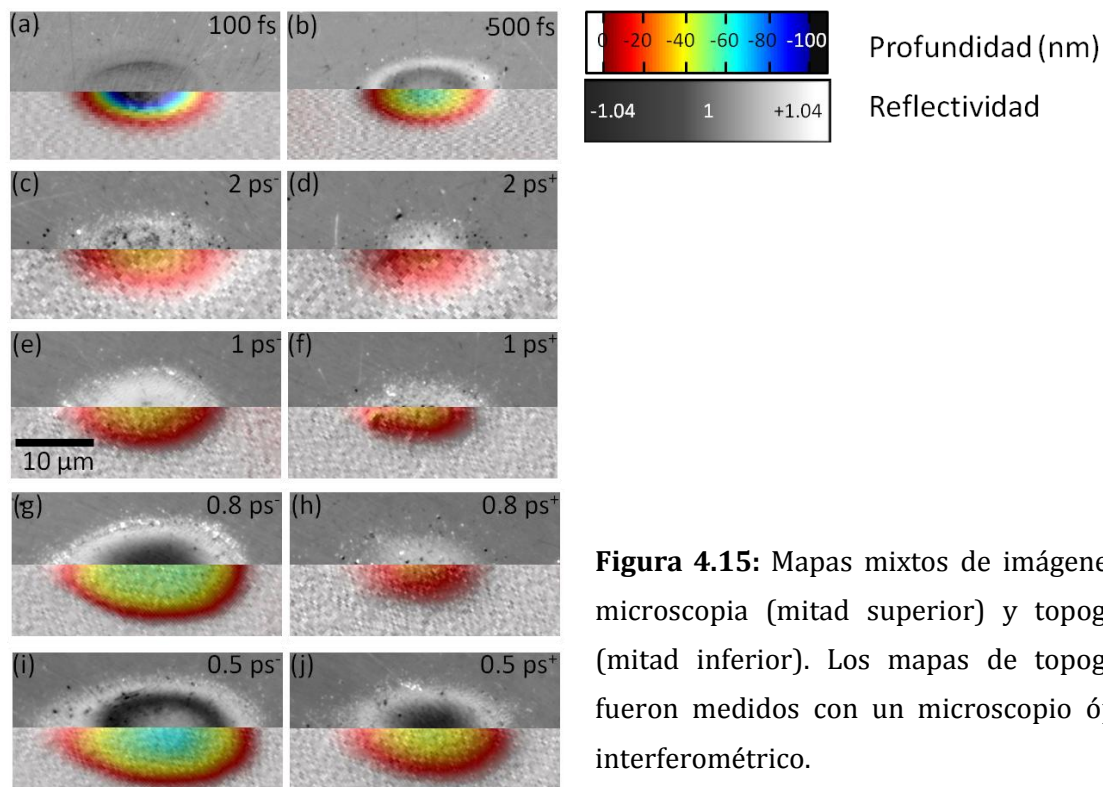 (a) 100 fs
(b) 500 fs
0 -20 -40 -60 -80 -100
Profundidad (nm)
-1.04 1 +1.04
Reflectividad
(c) 2 ps⁻
(d) 2 ps⁺
(e) 1 ps⁻
(f) 1 ps⁺
10 µm
(g) 0.8 ps⁻
(h) 0.8 ps⁺
(i) 0.5 ps⁻
(j) 0.5 ps⁺
Figura 4.15: Mapas mixtos de imágene
microscopia (mitad superior) y topog
(mitad inferior). Los mapas de topog
fueron medidos con un microscopio óp
interferométrico.